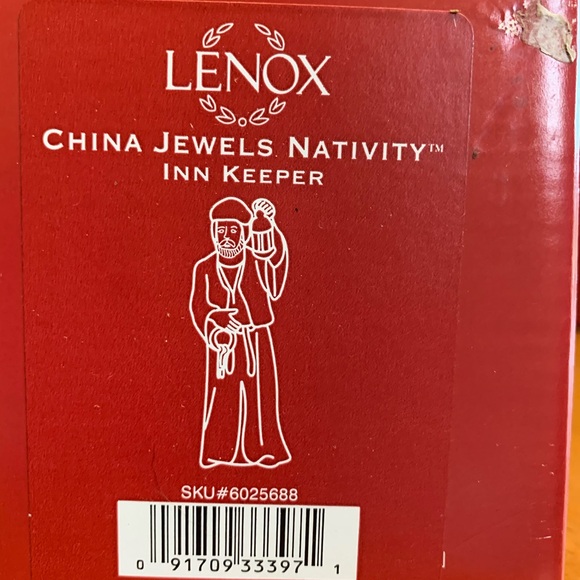 LENOX
CHINA JEWELS NATIVITY™
INN KEEPER
SKU#6025688
0 91709 33397 1